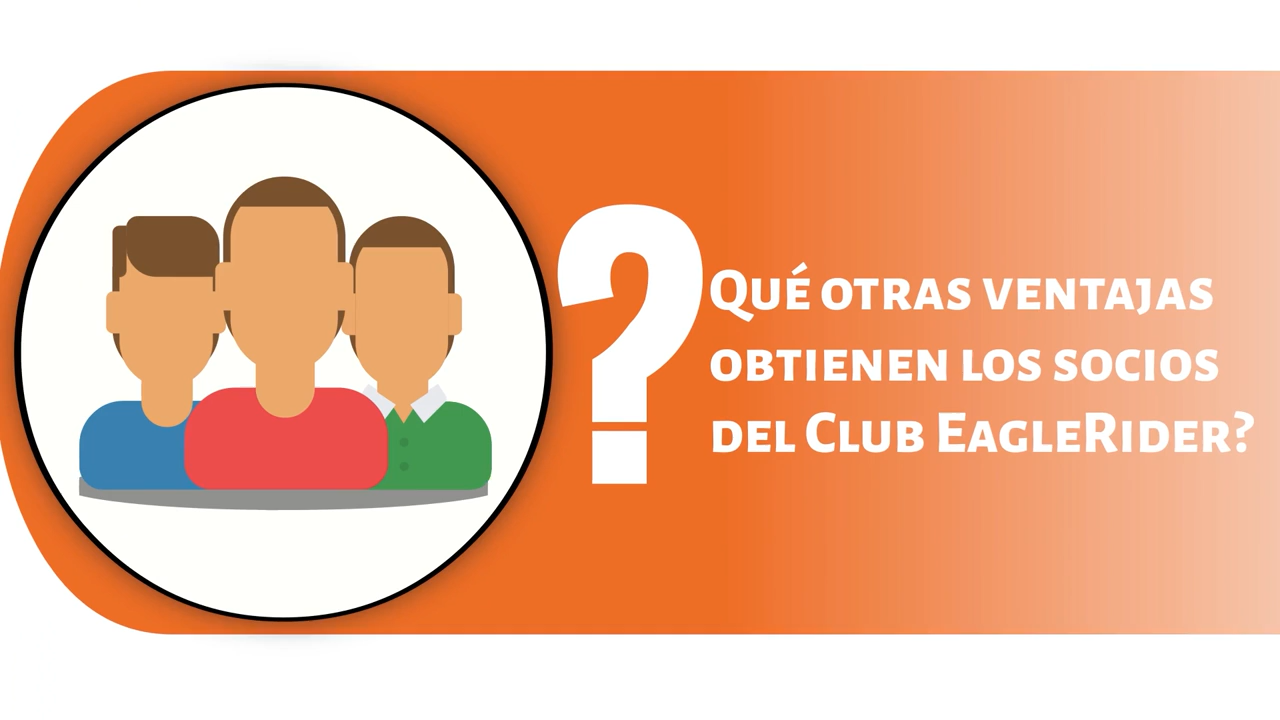 ?
Qué otras ventajas
obtienen los socios
del Club EagleRider?